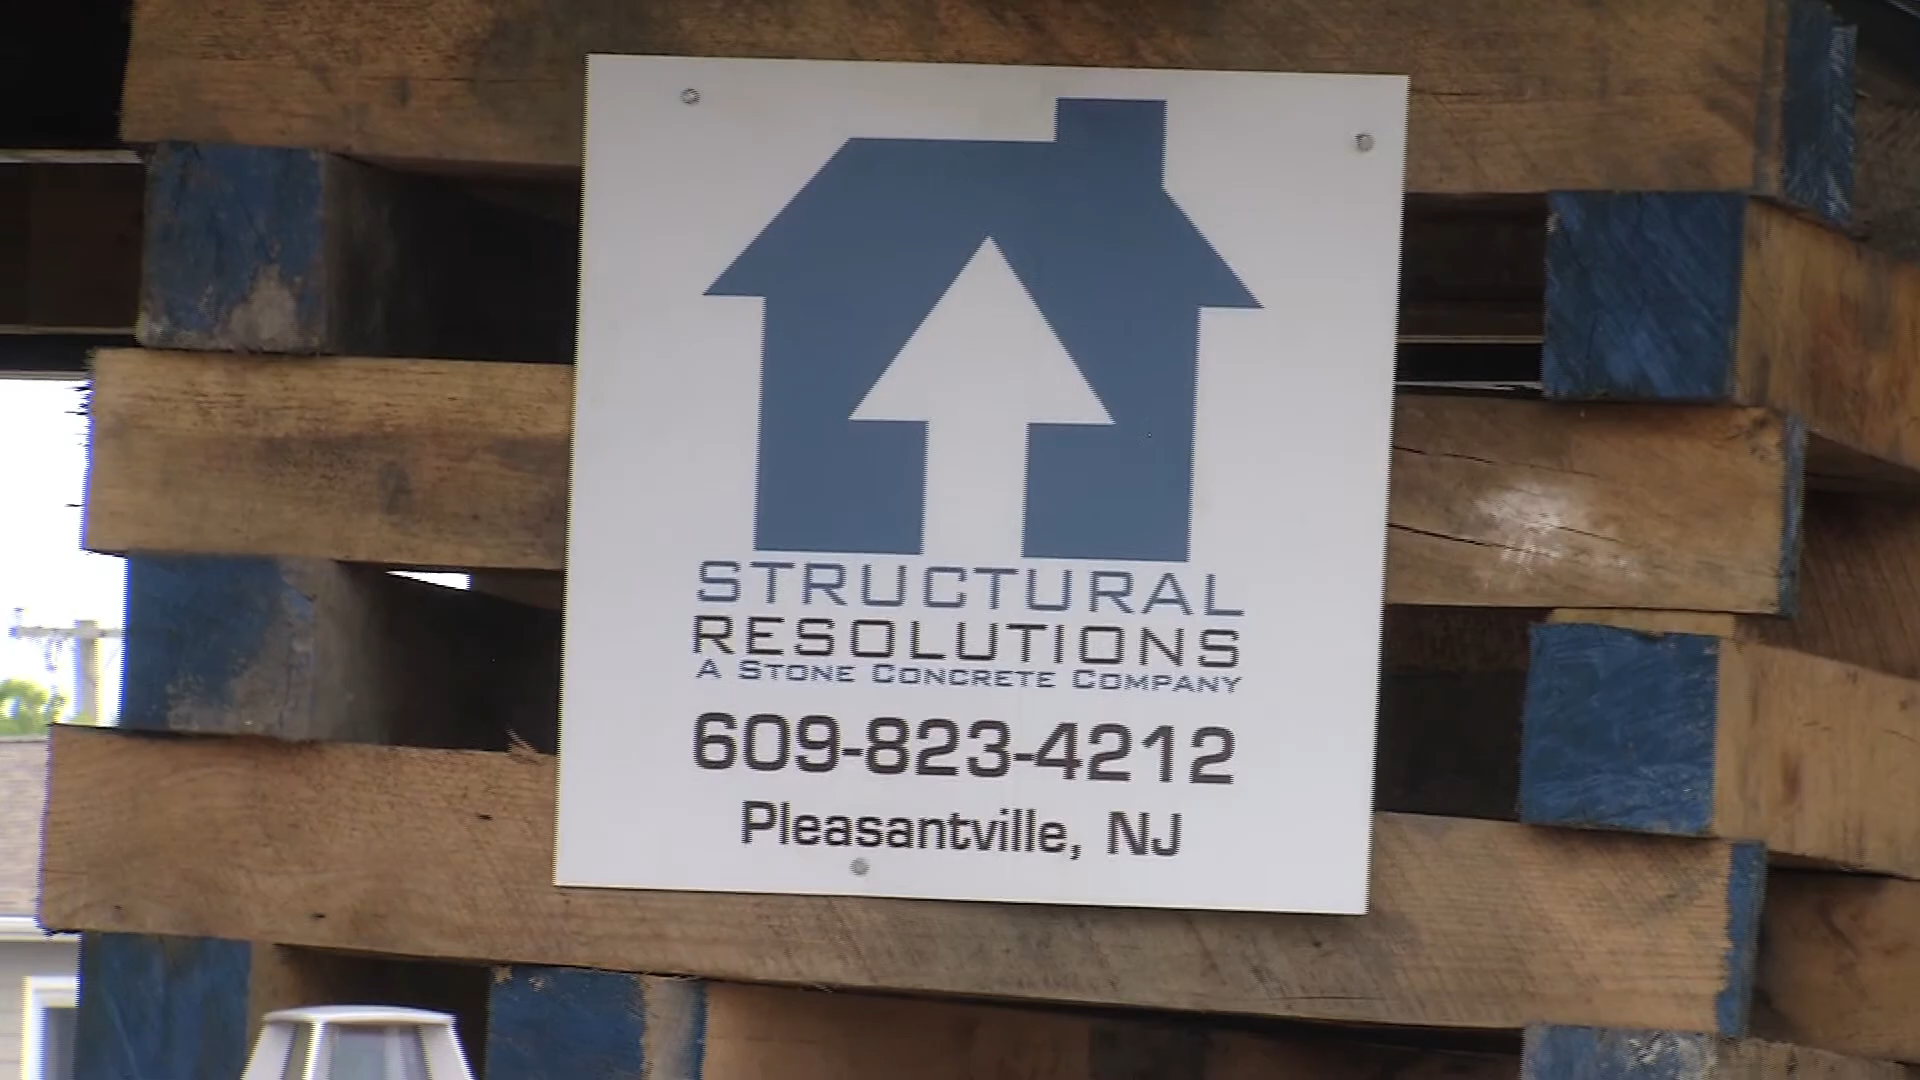 STRUCTURAL
RESOLUTIONS
A STONE CONCRETE COMPANY
609-823-4212
Pleasantville, NJ